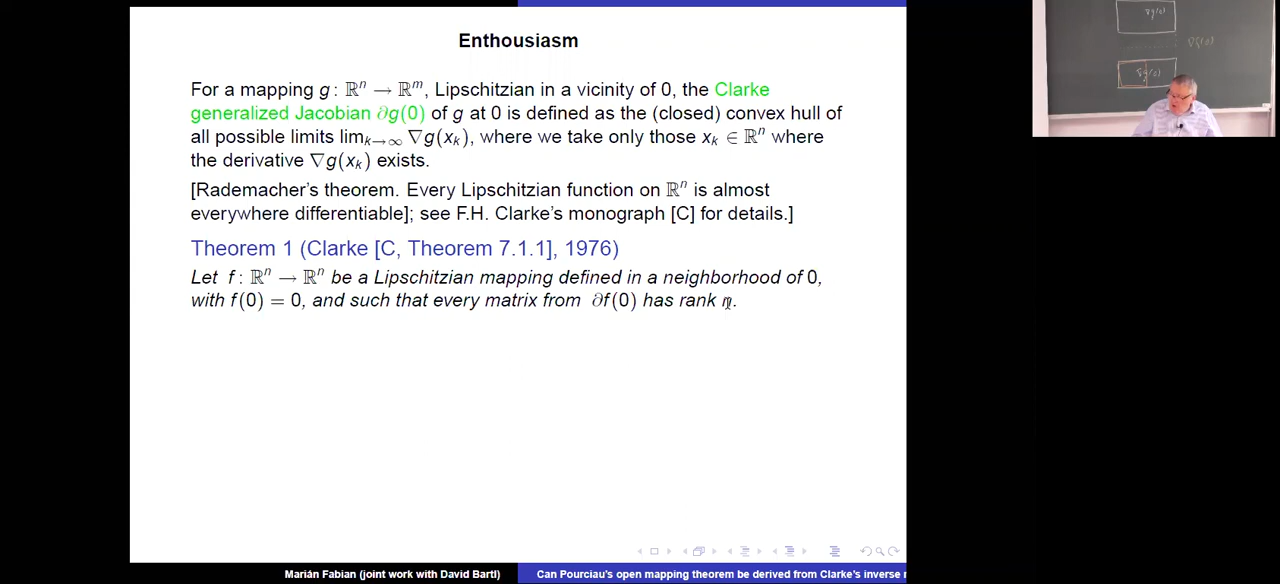 Enthousiasm
For a mapping g: ℝⁿ → ℝᵐ, Lipschitzian in a vicinity of 0, the Clarke
generalized Jacobian ∂g(0) of g at 0 is defined as the (closed) convex hull of
all possible limits lim_{k→∞} ∇g(x_k), where we take only those x_k ∈ ℝⁿ where
the derivative ∇g(x_k) exists.
[Rademacher's theorem. Every Lipschitzian function on ℝⁿ is almost
everywhere differentiable]; see F.H. Clarke's monograph [C] for details.]
Theorem 1 (Clarke [C, Theorem 7.1.1], 1976)
Let f: ℝⁿ → ℝⁿ be a Lipschitzian mapping defined in a neighborhood of 0,
with f(0) = 0, and such that every matrix from ∂f(0) has rank n.
Marián Fabian (joint work with David Bartl)
Can Pourciau's open mapping theorem be derived from Clarke's inverse